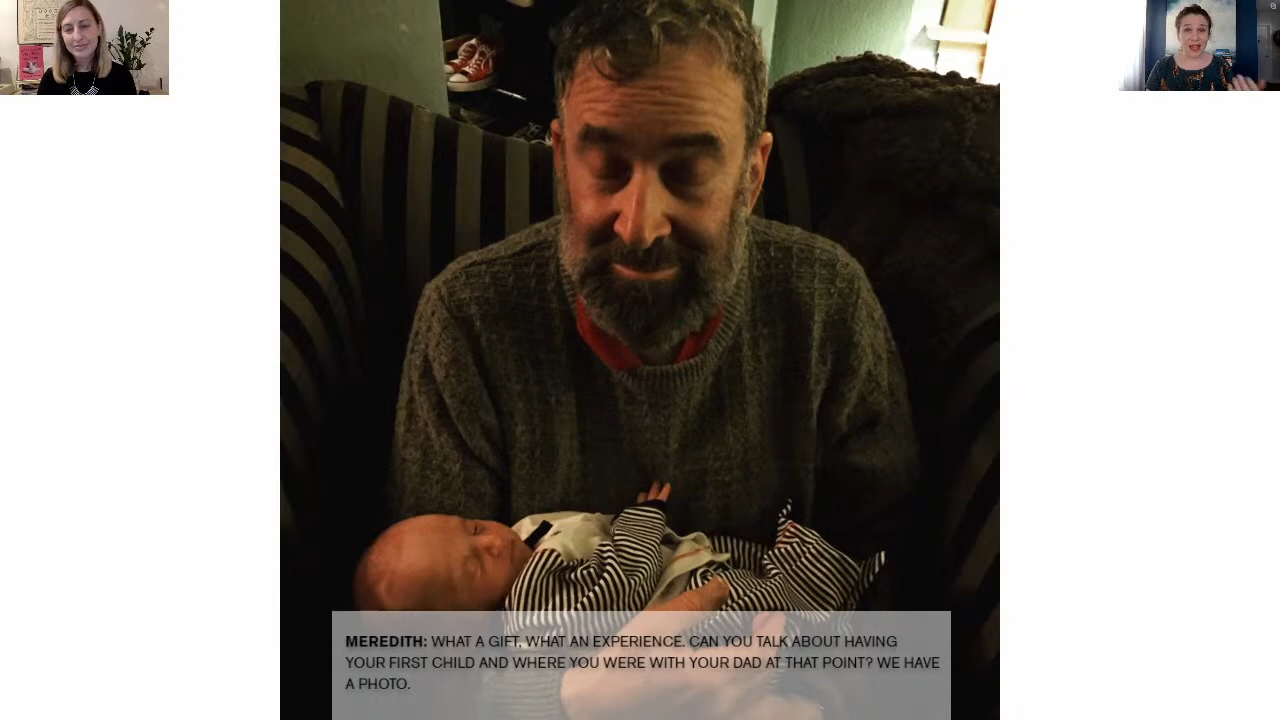 MEREDITH: WHAT A GIFT, WHAT AN EXPERIENCE. CAN YOU TALK ABOUT HAVING
YOUR FIRST CHILD AND WHERE YOU WERE WITH YOUR DAD AT THAT POINT? WE HAVE
A PHOTO.